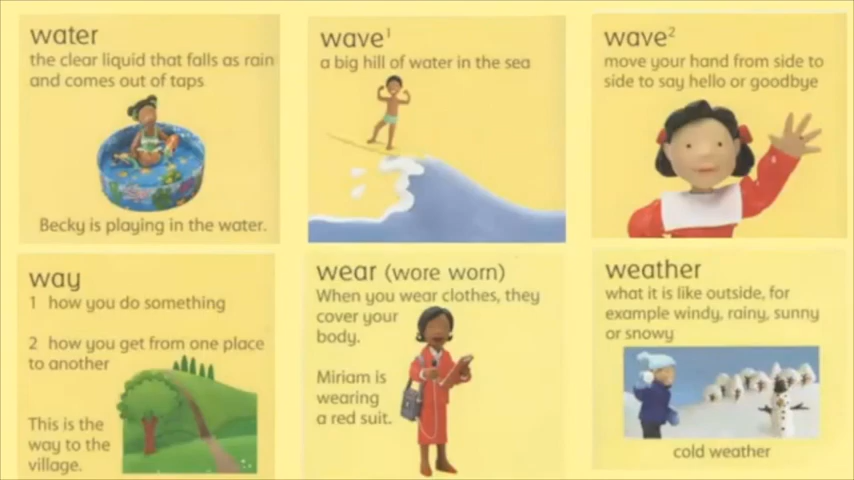 water
the clear liquid that falls as rain
and comes out of taps
Becky is playing in the water.
wave¹
a big hill of water in the sea
wave²
move your hand from side to
side to say hello or goodbye
way
1 how you do something
2 how you get from one place
to another
This is the
way to the
village.
wear (wore worn)
When you wear clothes, they
cover your
body.
Miriam is
wearing
a red suit.
weather
what it is like outside, for
example windy, rainy, sunny
or snowy
cold weather